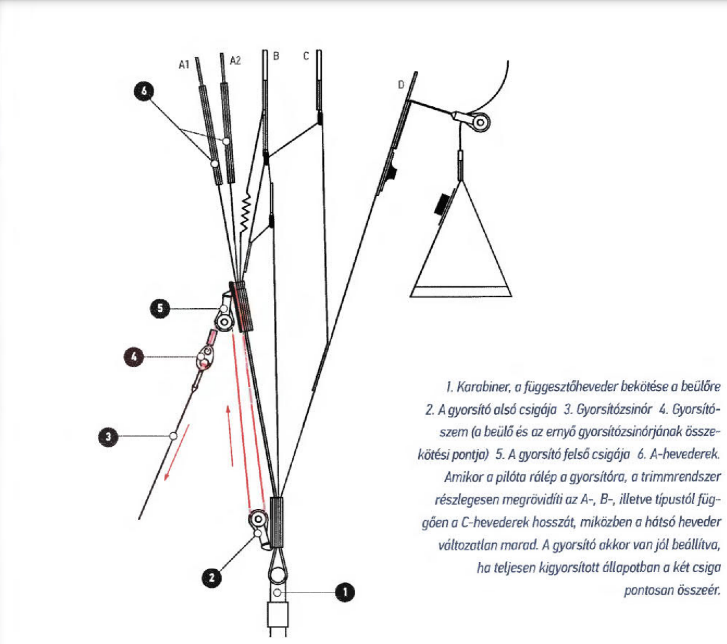 A1
A2
B
C
D
6
5
4
3
2
1
1. Karabiner, a függesztőheveder bekötése a beülőre
2. A gyorsító alsó csigája 3. Gyorsítózsinór 4. Gyorsító-
szem (a beülő és az ernyő gyorsítózsinórjának össze-
kötési pontja) 5. A gyorsító felső csigája 6. A-hevederek.
Amikor a pilóta rálép a gyorsítóra, a trimmrendszer
részlegesen megrövidíti az A-, B-, illetve típustól füg-
gően a C-hevederek hosszát, miközben a hátsó heveder
változatlan marad. A gyorsító akkor van jól beállítva,
ha teljesen kigyorsított állapotban a két csiga
pontosan összeér.